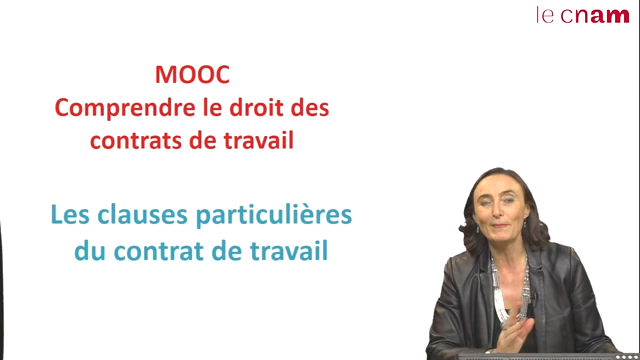 le cnam
MOOC
Comprendre le droit des
contrats de travail
Les clauses particulières
du contrat de travail